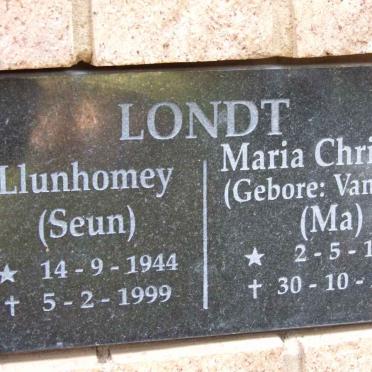 LONDT
Llunhomey
(Seun)
★ 14 - 9 - 1944
✝ 5 - 2 - 1999
Maria Chri
(Gebore: Van
(Ma)
★ 2 - 5 - 1
✝ 30 - 10 -